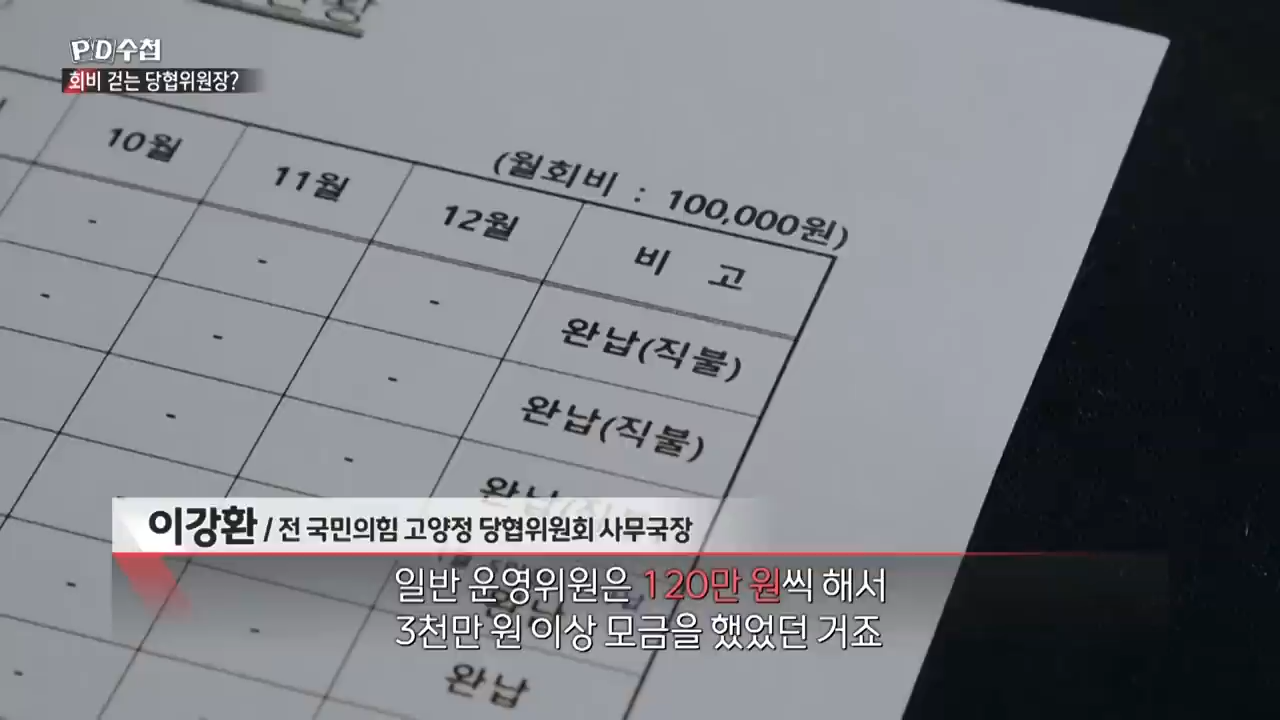 PD수첩
회비 걷는 당협위원장?
(월회비 : 100,000원)
10월 11월 12월 비 고
- - - 완납(직불)
- - - 완납(직불)
- -
이강환 / 전 국민의힘 고양정 당협위원회 사무국장
일반 운영위원은 120만 원씩 해서
3천만 원 이상 모금을 했었던 거죠
- - 완납